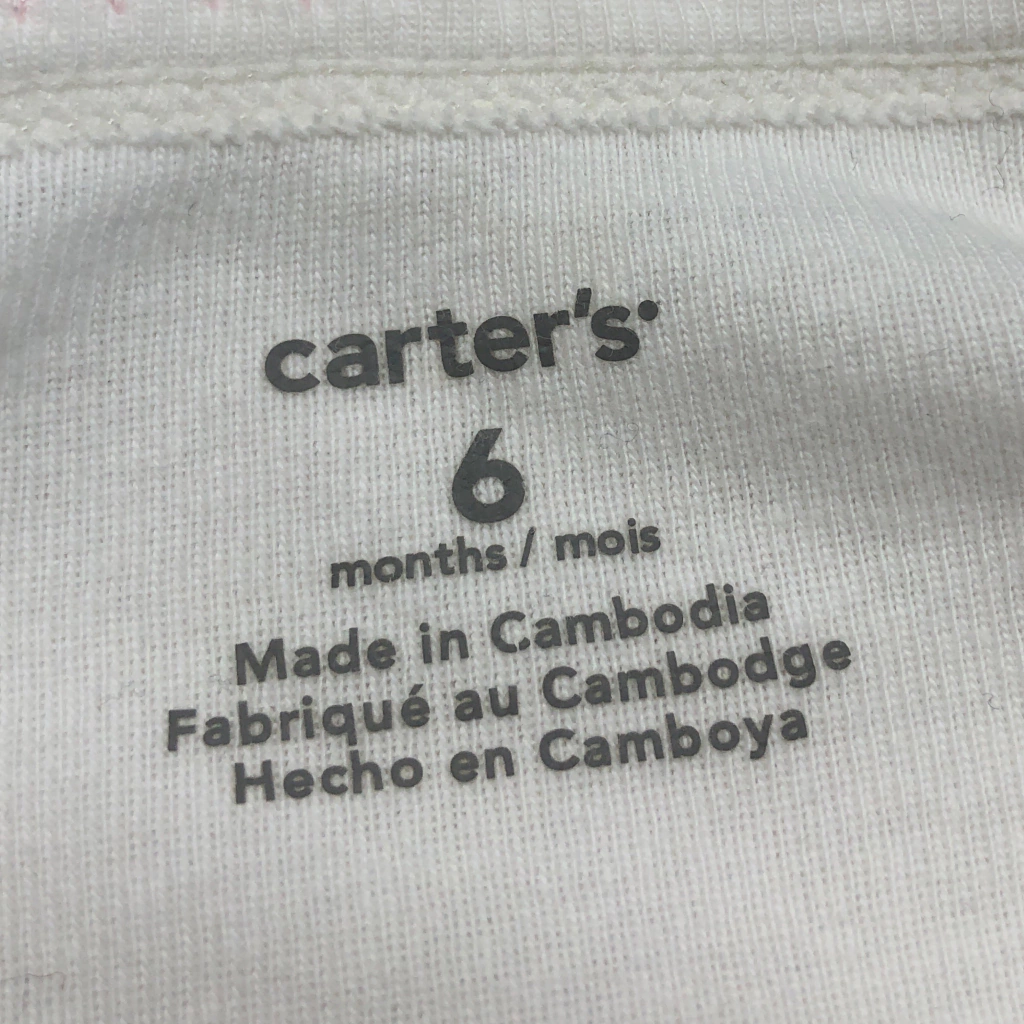 carter's
6
months / mois
Made in Cambodia
Fabriqué au Cambodge
Hecho en Camboya